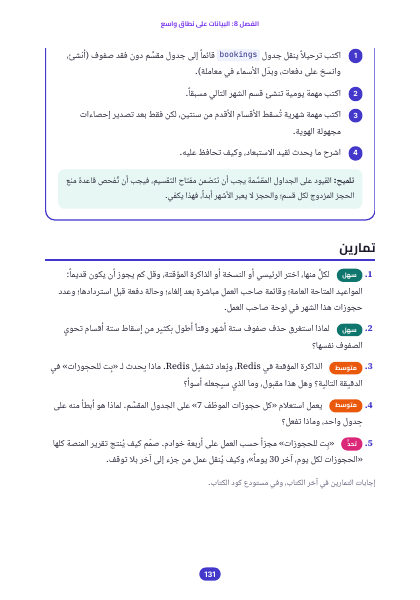 الفصل 8: البيانات على نطاق واسع
1 اكتب ترحيلاً ينقل جدول bookings قائماً إلى جدول مقسَّم دون فقد صفوف (أنشئ،
وانسخ على دفعات، وبدّل الأسماء في معاملة).
2 اكتب مهمة يومية تنشئ قسم الشهر التالي مسبقاً.
3 اكتب مهمة شهرية تُسقط الأقسام الأقدم من سنتين، لكن فقط بعد تصدير إحصاءات
مجهولة الهوية.
4 اشرح ما يحدث لقيد الاستبعاد، وكيف تحافظ عليه.
تلميح: القيود على الجداول المقسَّمة يجب أن تتضمن مفتاح التقسيم، فيجب أن تُفحص قاعدة منع
الحجز المزدوج لكل قسم؛ والحجز لا يعبر الأشهر أبداً، فهذا يكفي.
تمارين
1. سهل لكلٍّ منها، اختر الرئيسي أو النسخة أو الذاكرة المؤقتة، وقل كم يجوز أن يكون قديماً:
المواعيد المتاحة العامة؛ وقائمة صاحب العمل مباشرة بعد إلغاء؛ وحالة دفعة قبل استردادها؛ وعدد
حجوزات هذا الشهر في لوحة صاحب العمل.
2. سهل لماذا استغرق حذف صفوف ستة أشهر وقتاً أطول بكثير من إسقاط ستة أقسام تحوي
الصفوف نفسها؟
3. متوسط الذاكرة المؤقتة في Redis، ويُعاد تشغيل Redis. ماذا يحدث لـ «بِت للحجوزات» في
الدقيقة التالية؟ وهل هذا مقبول، وما الذي سيجعله أسوأ؟
4. متوسط يعمل استعلام «كل حجوزات الموظف 7» على الجدول المقسَّم. لماذا هو أبطأ منه على
جدول واحد، وماذا تفعل؟
5. تحدٍّ «بِت للحجوزات» مجزأ حسب العمل على أربعة خوادم. صمّم كيف يُنتج تقرير المنصة كلها
«الحجوزات لكل يوم، آخر 30 يوماً»، وكيف يُنقل عمل من جزء إلى آخر بلا توقف.
إجابات التمارين في آخر الكتاب، وفي مستودع كود الكتاب.
131